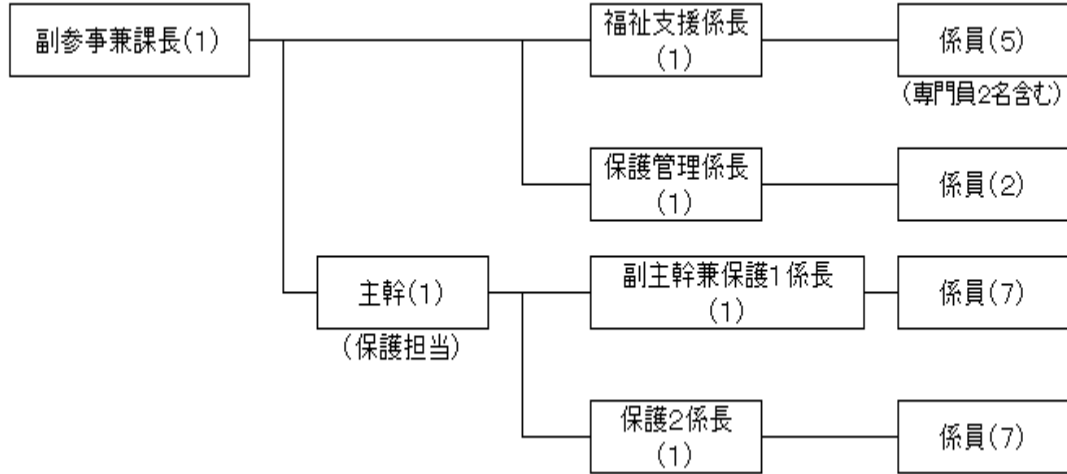 副参事兼課長(1)
福祉支援係長
(1)
係員(5)
(専門員2名含む)
保護管理係長
(1)
係員(2)
主幹(1)
(保護担当)
副主幹兼保護1係長
(1)
係員(7)
保護2係長
(1)
係員(7)